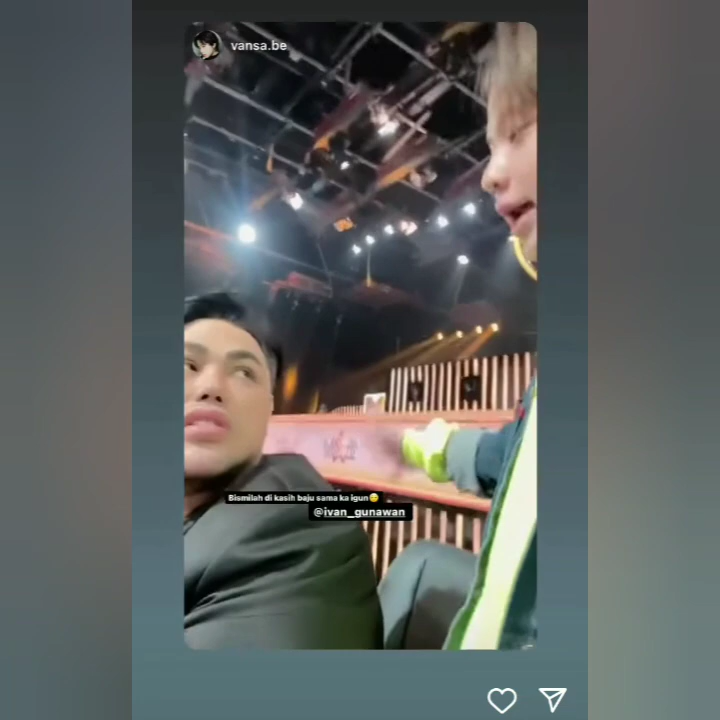 vansa.be
Bismilah di kasih baju sama ka igun😊
@ivan_gunawan